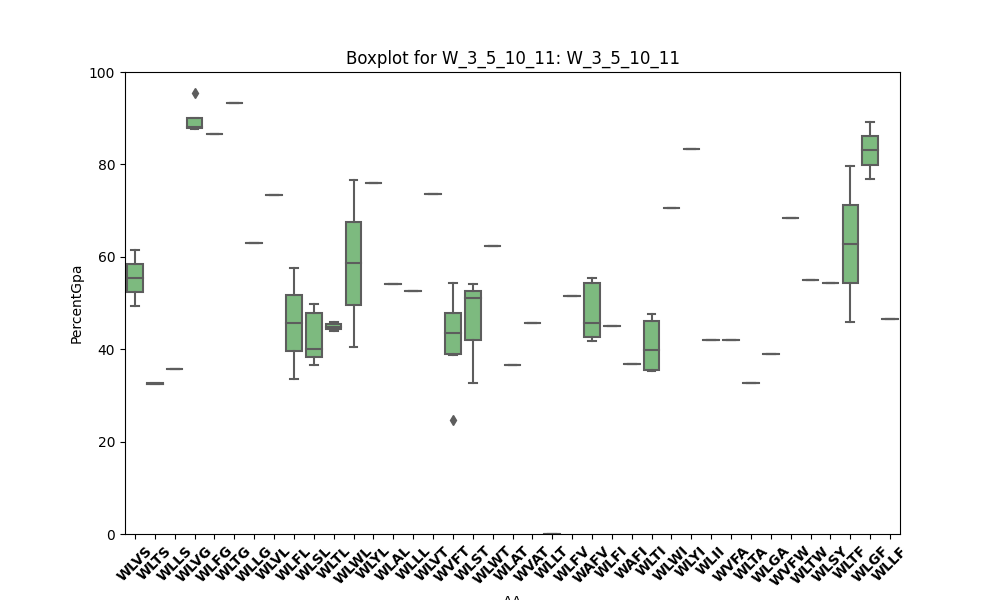 Boxplot for W_3_5_10_11: W_3_5_10_11
PercentGpa
100
80
60
40
20
0
WLVS
WLTS
WLLS
WLVG
WLFG
WLTG
WLLG
WLVL
WLFL
WLSL
WLTL
WLWL
WLYL
WLAL
WLLL
WLVT
WVFT
WLST
WLWT
WLAT
WVAT
WLLT
WLFV
WAFV
WLFI
WAFI
WLTI
WLWI
WLYI
WLII
WVFA
WLTA
WLGA
WVFW
WLTW
WLSY
WLTF
WLGF
WLLF
AA